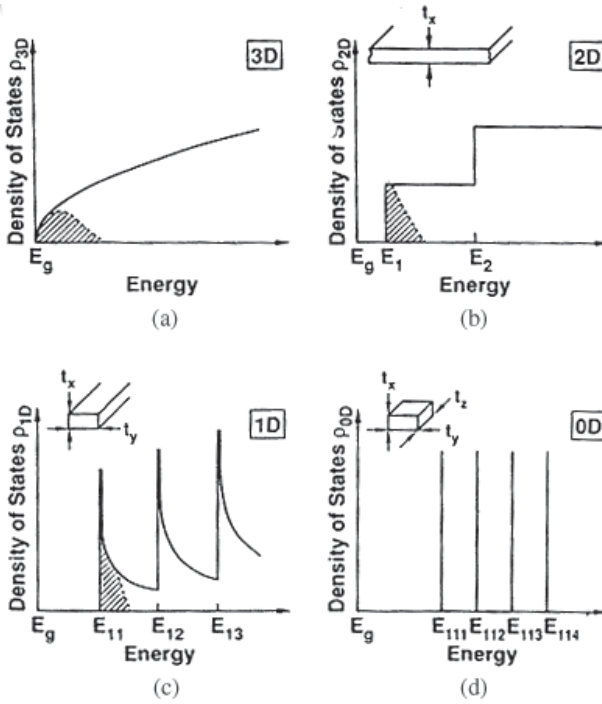 Density of States ρ3D
3D
Eg
Energy
(a)
tx
Density of States ρ2D
2D
Eg E1 E2
Energy
(b)
tx
ty
Density of States ρ1D
1D
Eg E11 E12 E13
Energy
(c)
tx
tz
ty
Density of States ρ0D
0D
Eg E111 E112 E113 E114
Energy
(d)